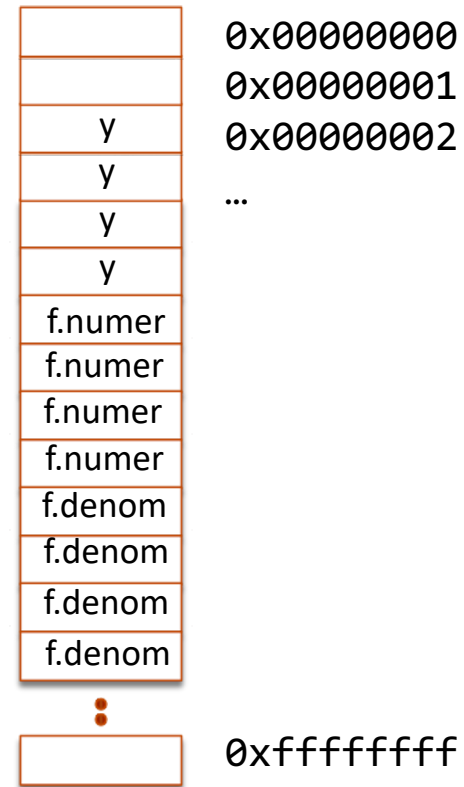 0x00000000
0x00000001
y 0x00000002
y …
y
y
f.numer
f.numer
f.numer
f.numer
f.denom
f.denom
f.denom
f.denom
0xffffffff